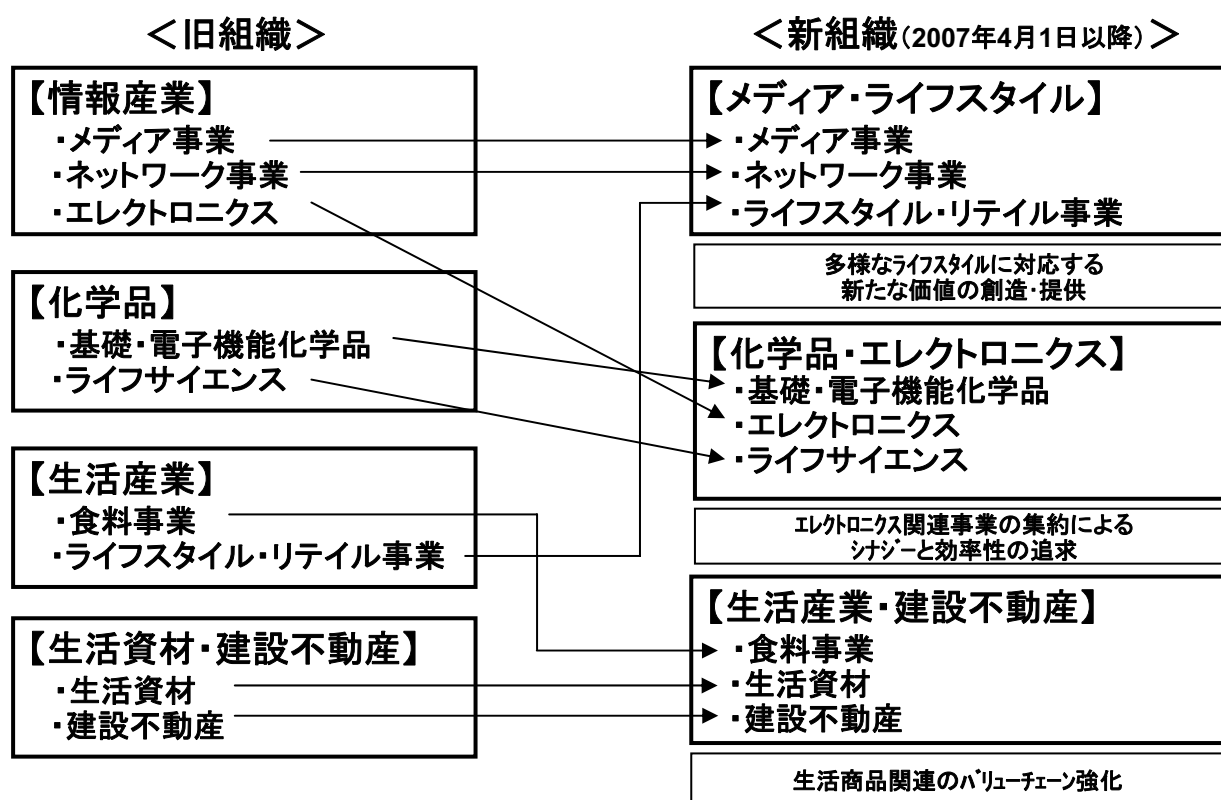 <旧組織>
【情報産業】
・メディア事業
・ネットワーク事業
・エレクトロニクス
【化学品】
・基礎・電子機能化学品
・ライフサイエンス
【生活産業】
・食料事業
・ライフスタイル・リテイル事業
【生活資材・建設不動産】
・生活資材
・建設不動産
<新組織(2007年4月1日以降)>
【メディア・ライフスタイル】
・メディア事業
・ネットワーク事業
・ライフスタイル・リテイル事業
多様なライフスタイルに対応する
新たな価値の創造・提供
【化学品・エレクトロニクス】
・基礎・電子機能化学品
・エレクトロニクス
・ライフサイエンス
エレクトロニクス関連事業の集約による
シナジーと効率性の追求
【生活産業・建設不動産】
・食料事業
・生活資材
・建設不動産
生活商品関連のバリューチェーン強化